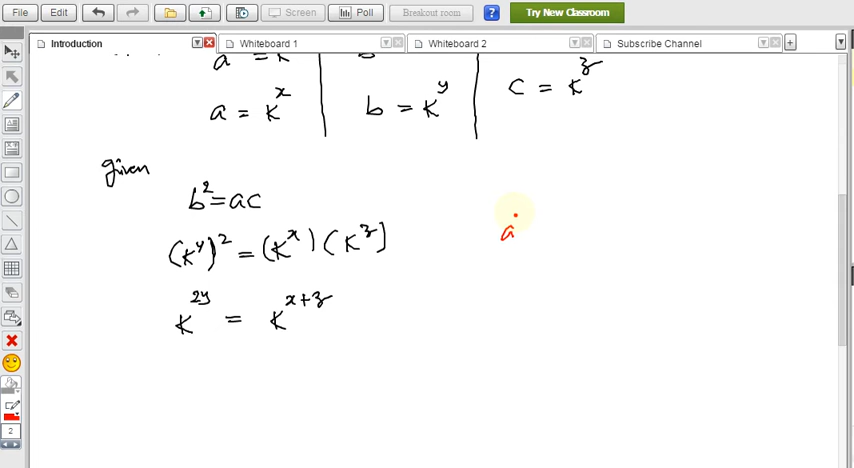 File Edit Screen Poll Breakout room ? Try New Classroom
Introduction Whiteboard 1 Whiteboard 2 Subscribe Channel
a = k
b
a = k^x
b = k^y
c = k^z
given
b^2 = ac
(k^y)^2 = (k^x) (k^z)
a
k^2y = k^x+z
2